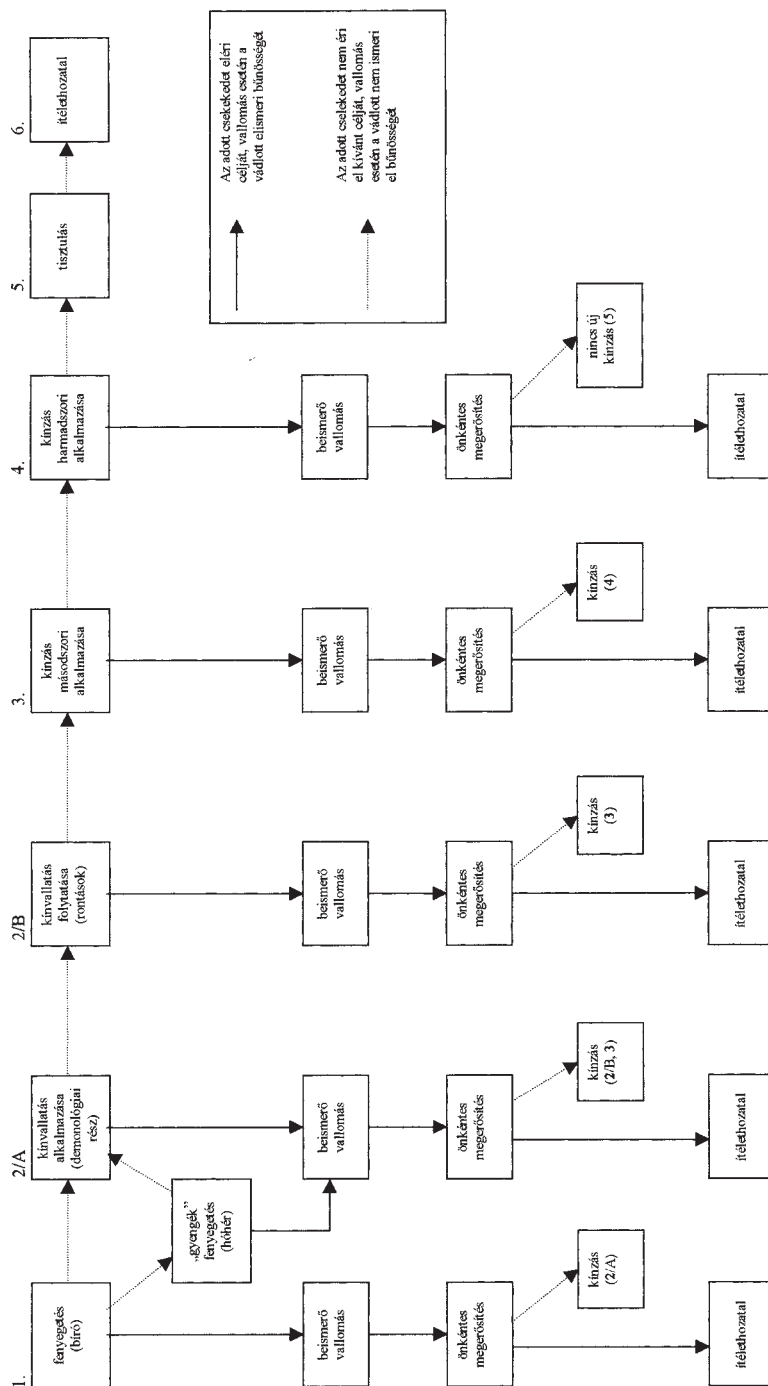 1.
fenyegetés
(bíró)
beismerő
vallomás
önkéntes
megerősítés
kínzás
(2/A)
ítélethozatal
„gyengék”
fenyegetés
(hóhér)
2/A
kínvallatás
alkalmazása
(demonológiai
rész)
beismerő
vallomás
önkéntes
megerősítés
kínzás
(2/B, 3)
ítélethozatal
2/B
kínvallatás
folytatása
(rontások)
beismerő
vallomás
önkéntes
megerősítés
kínzás
(3)
ítélethozatal
3.
kínzás
másodszori
alkalmazása
beismerő
vallomás
önkéntes
megerősítés
kínzás
(4)
ítélethozatal
4.
kínzás
harmadszori
alkalmazása
beismerő
vallomás
önkéntes
megerősítés
nincs új
kínzás (5)
ítélethozatal
5.
tisztulás
6.
ítélethozatal
Az adott csekekedet eléri
célját, vallomás esetén a
vádlott elismeri bűnösségét
Az adott cselekedet nem éri
el kívánt célját, vallomás
esetén a vádlott nem ismeri
el bűnösségét